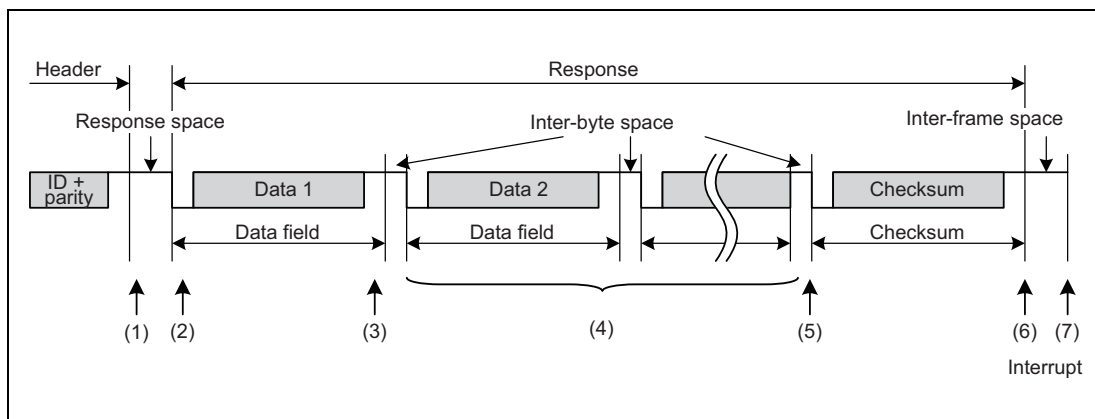 Header
Response
Response space
Inter-byte space
Inter-frame space
ID +
parity
Data 1
Data 2
Checksum
Data field
Data field
Checksum
(1)
(2)
(3)
(4)
(5)
(6)
(7)
Interrupt